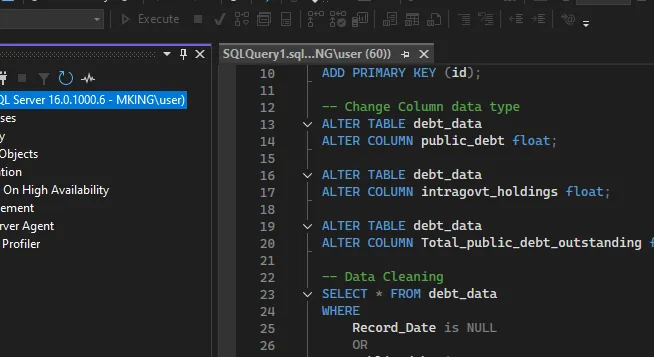 Execute
SQLQuery1.sql...NG\user (60))
QL Server 16.0.1000.6 - MKING\user)
ses
y
Objects
ation
On High Availability
ement
rver Agent
Profiler
10 ADD PRIMARY KEY (id);
11
12 -- Change Column data type
13 ALTER TABLE debt_data
14 ALTER COLUMN public_debt float;
15
16 ALTER TABLE debt_data
17 ALTER COLUMN intragovt_holdings float;
18
19 ALTER TABLE debt_data
20 ALTER COLUMN Total_public_debt_outstanding f
21
22 -- Data Cleaning
23 SELECT * FROM debt_data
24 WHERE
25 Record_Date is NULL
26 OR